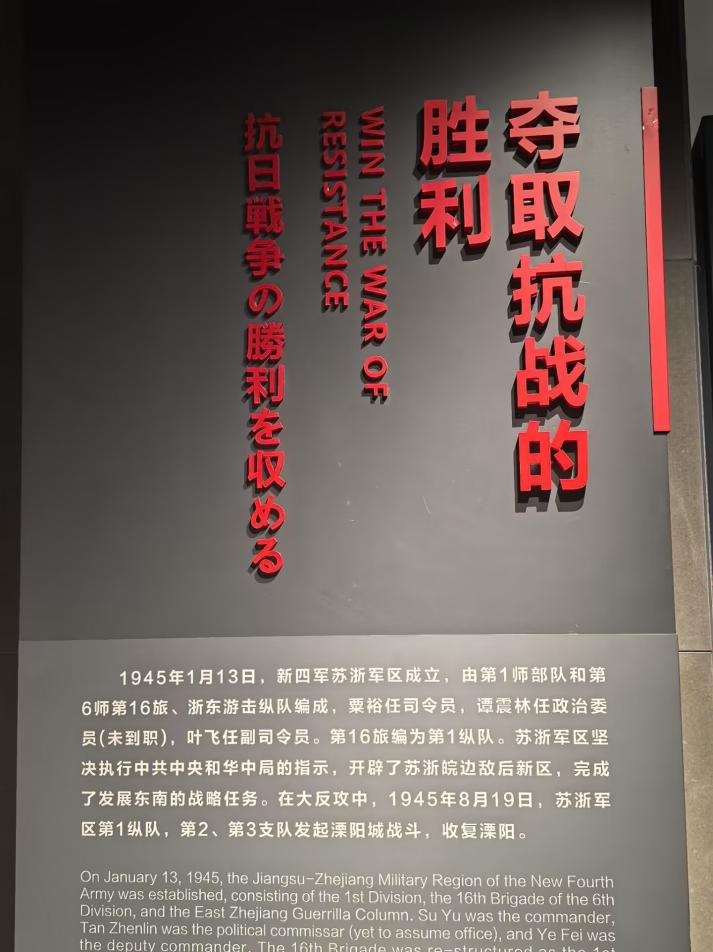 夺取抗战的
胜利
WIN THE WAR OF
RESISTANCE
抗日戦争の勝利を収める
1945年1月13日，新四军苏浙军区成立，由第1师部队和第
6师第16旅、浙东游击纵队编成，粟裕任司令员，谭震林任政治委
员(未到职)，叶飞任副司令员。第16旅编为第1纵队。苏浙军区坚
决执行中共中央和华中局的指示，开辟了苏浙皖边敌后新区，完成
了发展东南的战略任务。在大反攻中，1945年8月19日，苏浙军
区第1纵队，第2、第3支队发起溧阳城战斗，收复溧阳。
On January 13, 1945, the Jiangsu-Zhejiang Military Region of the New Fourth
Army was established, consisting of the 1st Division, the 16th Brigade of the 6th
Division, and the East Zhejiang Guerrilla Column. Su Yu was the commander,
Tan Zhenlin was the political commissar (yet to assume office), and Ye Fei was
the deputy commander. The 16th Brigade was re-structured as the 1st